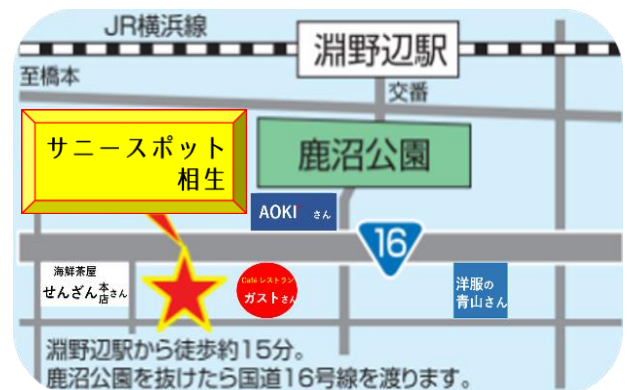 JR横浜線
淵野辺駅
至橋本
交番
サニースポット
相生
鹿沼公園
AOKIさん
16
海鮮茶屋
せんざん本店さん
Caféレストラン
ガストさん
洋服の
青山さん
淵野辺駅から徒歩約15分。
鹿沼公園を抜けたら国道16号線を渡ります。